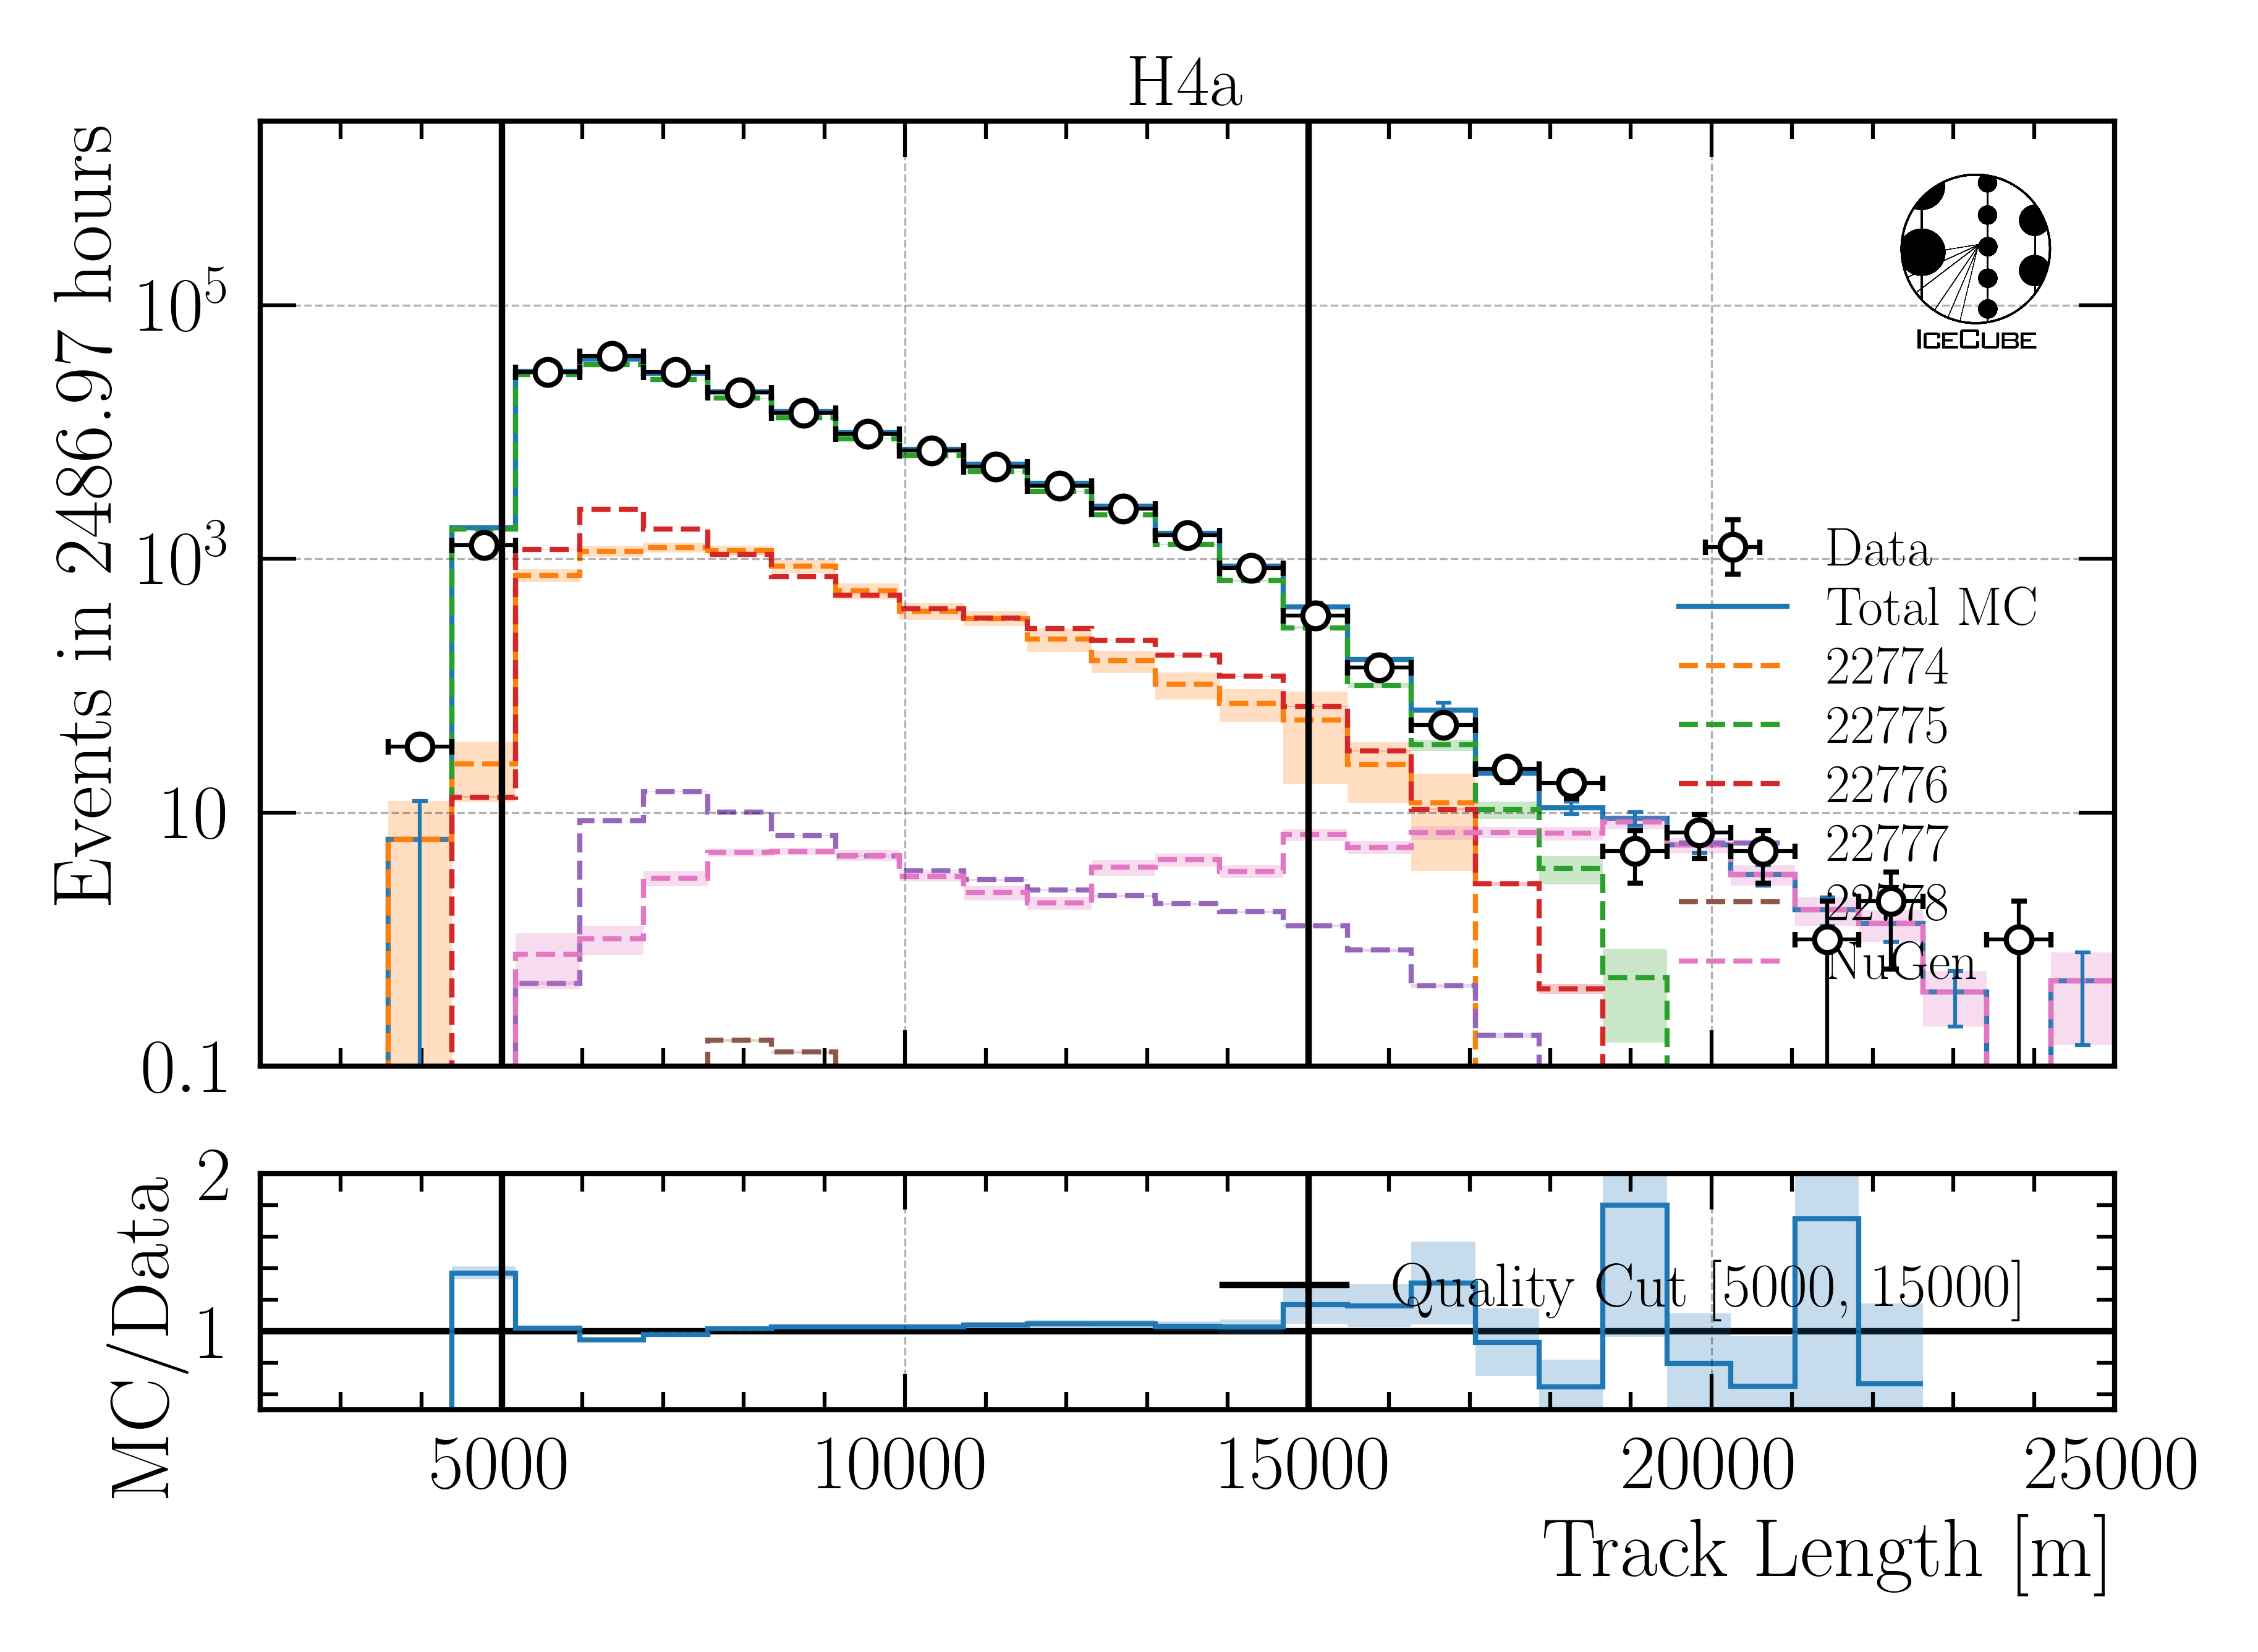 H4a
Events in 2486.97 hours
10^5
10^3
10
0.1
ICECUBE
Data
Total MC
22774
22775
22776
22777
22778
NuGen
MC/Data
2
1
Quality Cut [5000, 15000]
5000 10000 15000 20000 25000
Track Length [m]